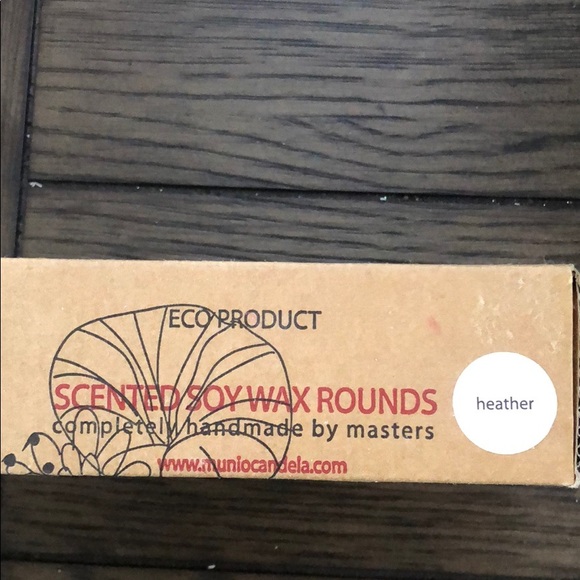 ECO PRODUCT
SCENTED SOY WAX ROUNDS
completely handmade by masters
www.muniocandela.com
heather